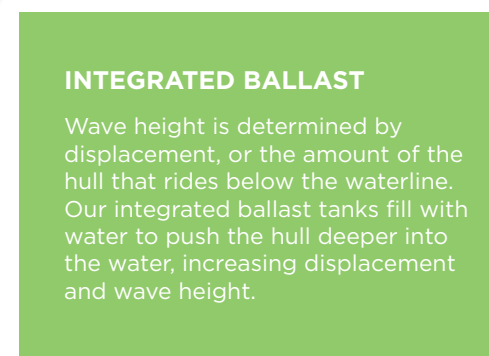 INTEGRATED BALLAST
Wave height is determined by
displacement, or the amount of the
hull that rides below the waterline.
Our integrated ballast tanks fill with
water to push the hull deeper into
the water, increasing displacement
and wave height.